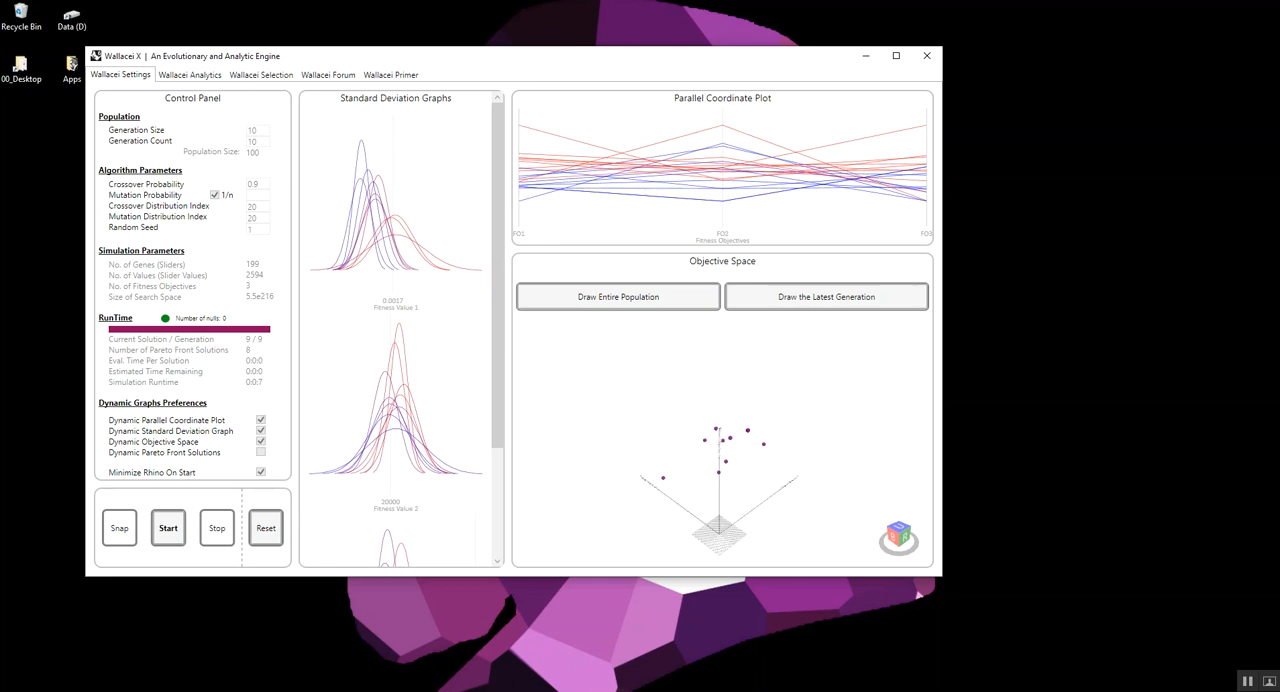 Recycle Bin
Data (D)
00_Desktop
Apps
Wallacei X | An Evolutionary and Analytic Engine
Wallacei Settings
Wallacei Analytics
Wallacei Selection
Wallacei Forum
Wallacei Primer
Control Panel
Population
Generation Size 10
Generation Count 10
Population Size: 100
Algorithm Parameters
Crossover Probability 0.9
Mutation Probability 1/n
Crossover Distribution Index 20
Mutation Distribution Index 20
Random Seed 1
Simulation Parameters
No. of Genes (Sliders) 199
No. of Values (Slider Values) 2594
No. of Fitness Objectives 3
Size of Search Space 5.5e216
RunTime Number of nulls: 0
Current Solution / Generation 9 / 9
Number of Pareto Front Solutions 8
Eval. Time Per Solution 0:0:0
Estimated Time Remaining 0:0:0
Simulation Runtime 0:0:7
Dynamic Graphs Preferences
Dynamic Parallel Coordinate Plot
Dynamic Standard Deviation Graph
Dynamic Objective Space
Dynamic Pareto Front Solutions
Minimize Rhino On Start
Snap
Start
Stop
Reset
Standard Deviation Graphs
0.0017
Fitness Value 1
20000
Fitness Value 2
Parallel Coordinate Plot
FO1
FO2
FO3
Fitness Objectives
Objective Space
Draw Entire Population
Draw the Latest Generation